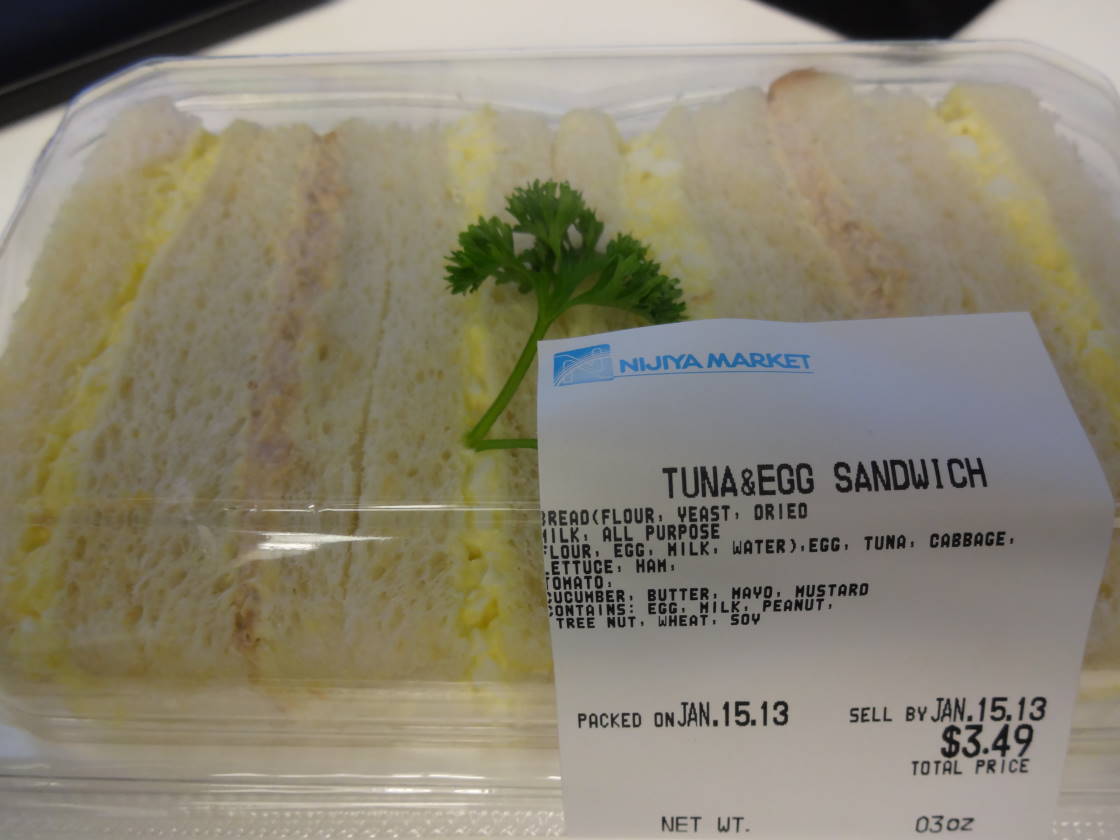 NIJIYA MARKET
TUNA&EGG SANDWICH
BREAD(FLOUR, YEAST, DRIED
MILK, ALL PURPOSE
FLOUR, EGG, MILK, WATER),EGG, TUNA, CABBAGE,
LETTUCE, HAM,
TOMATO,
CUCUMBER, BUTTER, MAYO, MUSTARD
CONTAINS: EGG, MILK, PEANUT,
TREE NUT, WHEAT, SOY
PACKED ON JAN.15.13 SELL BY JAN.15.13
$3.49
TOTAL PRICE
NET WT. 03oz